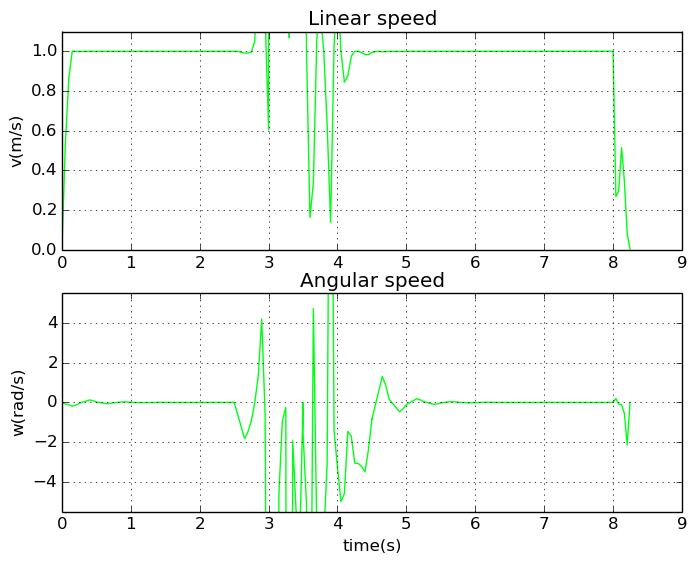 Linear speed
v(m/s)
1.0
0.8
0.6
0.4
0.2
0.0
0 1 2 3 4 5 6 7 8 9
Angular speed
w(rad/s)
4
2
0
−2
−4
0 1 2 3 4 5 6 7 8 9
time(s)